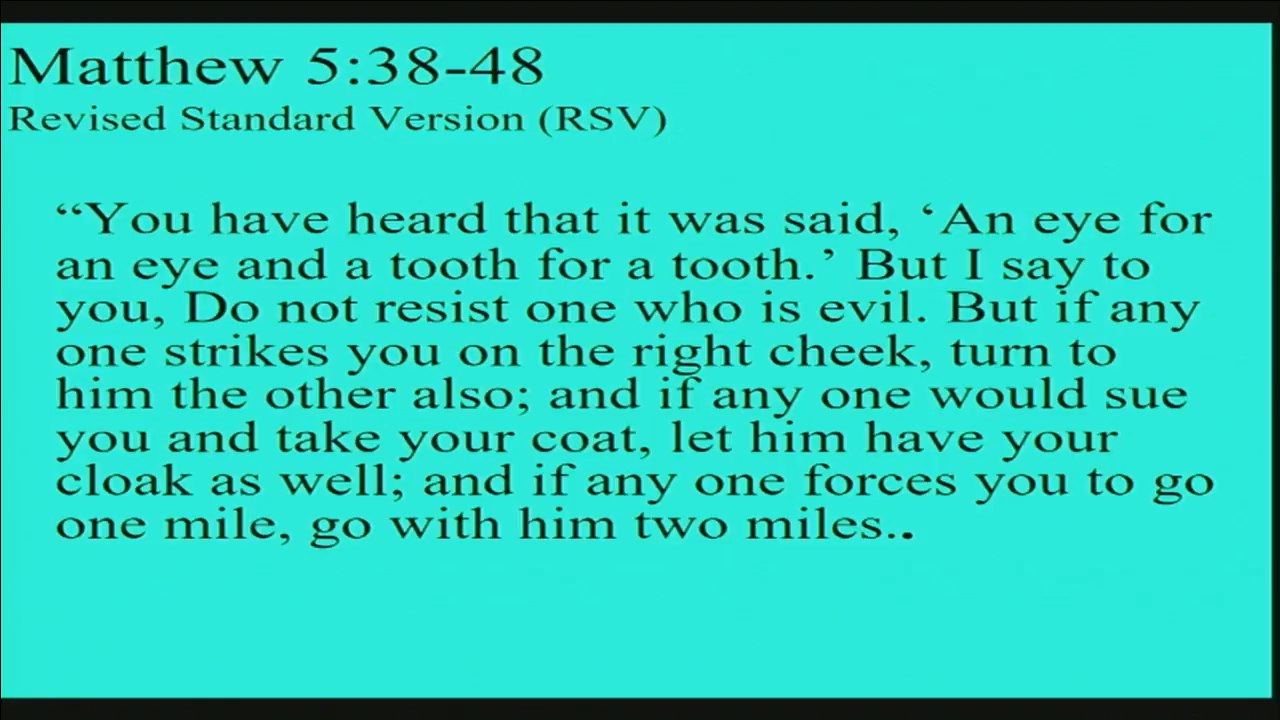 Matthew 5:38-48
Revised Standard Version (RSV)
“You have heard that it was said, ‘An eye for
an eye and a tooth for a tooth.’ But I say to
you, Do not resist one who is evil. But if any
one strikes you on the right cheek, turn to
him the other also; and if any one would sue
you and take your coat, let him have your
cloak as well; and if any one forces you to go
one mile, go with him two miles..